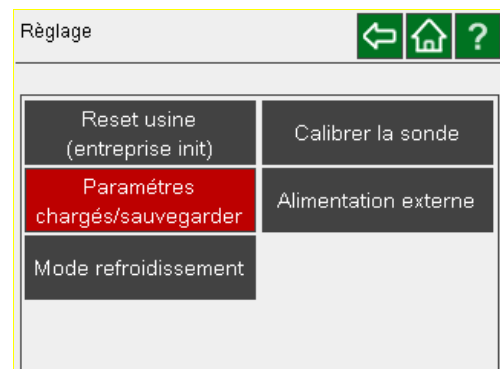 Règlage
?
Reset usine
(entreprise init)
Calibrer la sonde
Paramétres
chargés/sauvegarder
Alimentation externe
Mode refroidissement